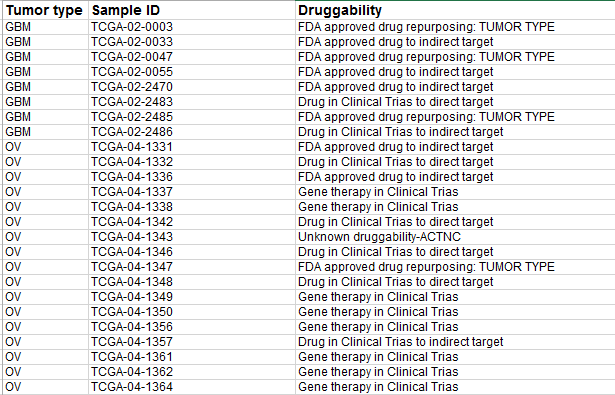 Tumor type Sample ID Druggability
GBM TCGA-02-0003 FDA approved drug repurposing: TUMOR TYPE
GBM TCGA-02-0033 FDA approved drug to indirect target
GBM TCGA-02-0047 FDA approved drug repurposing: TUMOR TYPE
GBM TCGA-02-0055 FDA approved drug to indirect target
GBM TCGA-02-2470 FDA approved drug to indirect target
GBM TCGA-02-2483 Drug in Clinical Trias to direct target
GBM TCGA-02-2485 FDA approved drug repurposing: TUMOR TYPE
GBM TCGA-02-2486 Drug in Clinical Trias to indirect target
OV TCGA-04-1331 FDA approved drug to indirect target
OV TCGA-04-1332 Drug in Clinical Trias to direct target
OV TCGA-04-1336 FDA approved drug to indirect target
OV TCGA-04-1337 Gene therapy in Clinical Trias
OV TCGA-04-1338 Gene therapy in Clinical Trias
OV TCGA-04-1342 Drug in Clinical Trias to direct target
OV TCGA-04-1343 Unknown druggability-ACTNC
OV TCGA-04-1346 Drug in Clinical Trias to direct target
OV TCGA-04-1347 FDA approved drug repurposing: TUMOR TYPE
OV TCGA-04-1348 Drug in Clinical Trias to direct target
OV TCGA-04-1349 Gene therapy in Clinical Trias
OV TCGA-04-1350 Gene therapy in Clinical Trias
OV TCGA-04-1356 Gene therapy in Clinical Trias
OV TCGA-04-1357 Drug in Clinical Trias to indirect target
OV TCGA-04-1361 Gene therapy in Clinical Trias
OV TCGA-04-1362 Gene therapy in Clinical Trias
OV TCGA-04-1364 Gene therapy in Clinical Trias